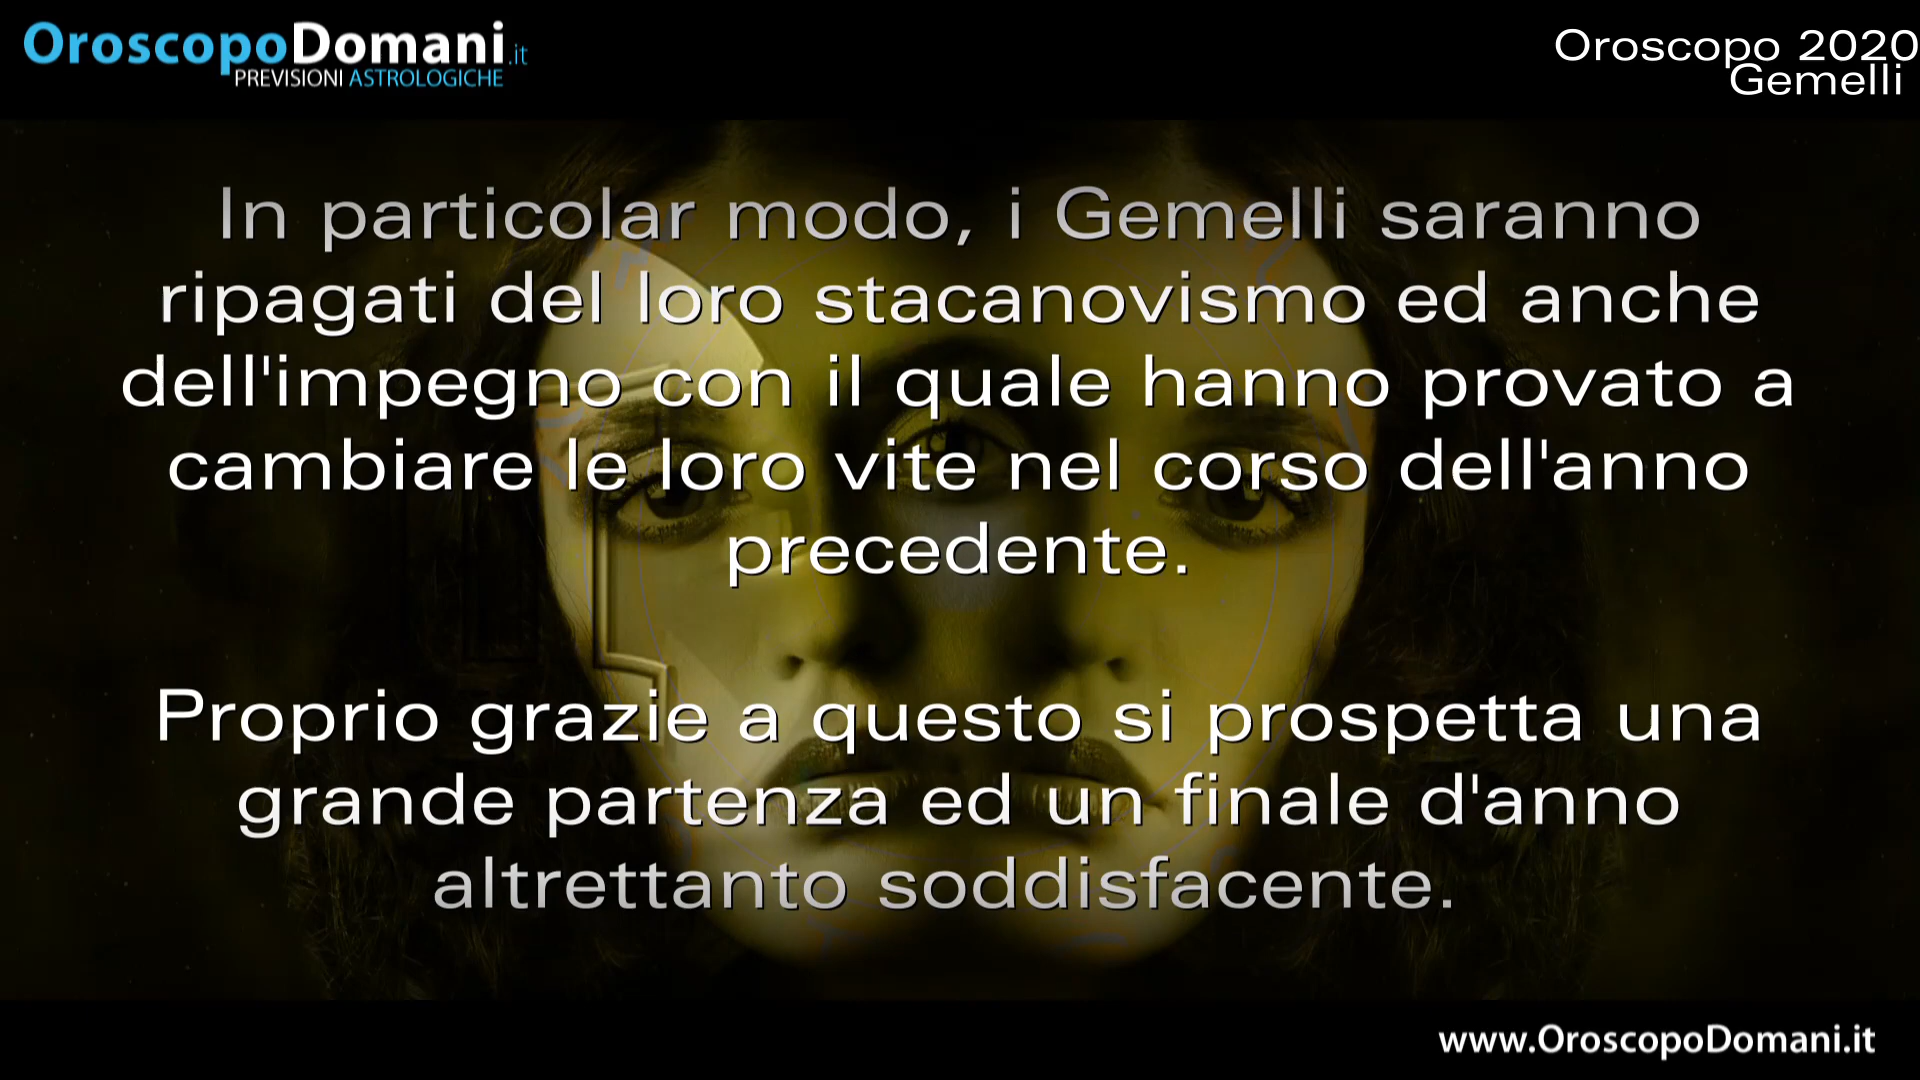 OroscopoDomani.it
PREVISIONI ASTROLOGICHE
Oroscopo 2020
Gemelli
In particolar modo, i Gemelli saranno
ripagati del loro stacanovismo ed anche
dell'impegno con il quale hanno provato a
cambiare le loro vite nel corso dell'anno
precedente.
Proprio grazie a questo si prospetta una
grande partenza ed un finale d'anno
altrettanto soddisfacente.
www.OroscopoDomani.it